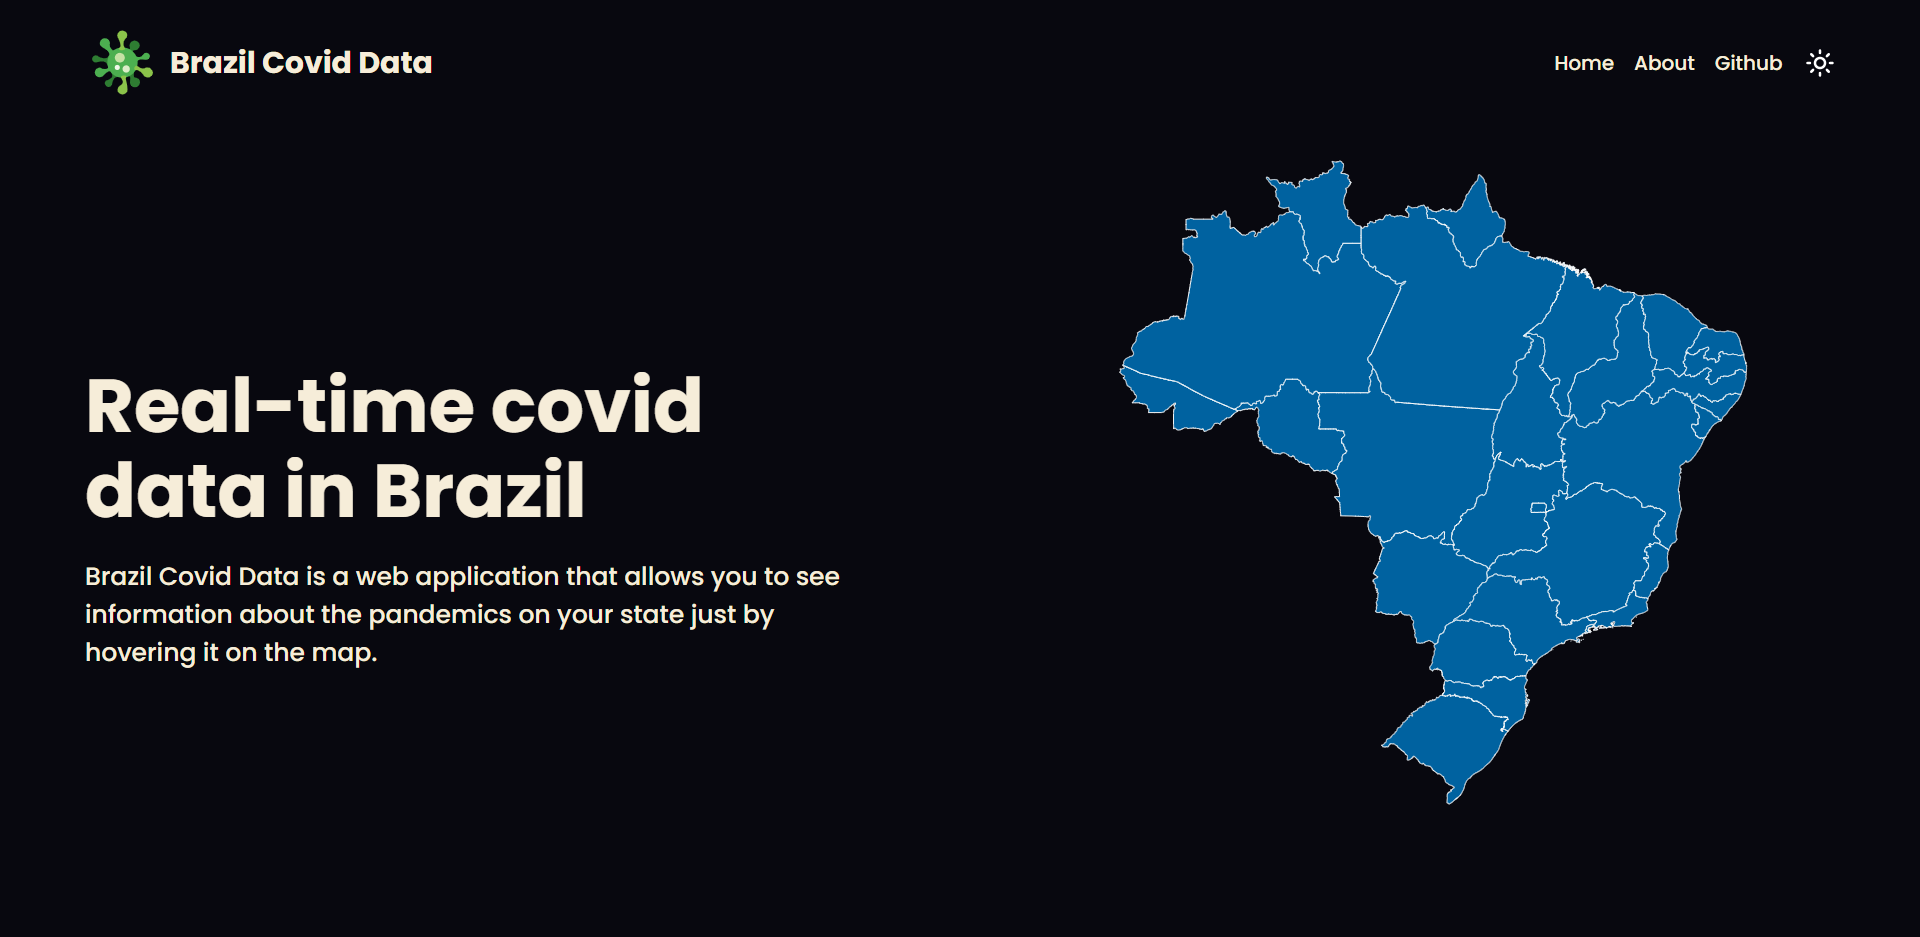 Brazil Covid Data
Home About Github
Real-time covid
data in Brazil
Brazil Covid Data is a web application that allows you to see
information about the pandemics on your state just by
hovering it on the map.